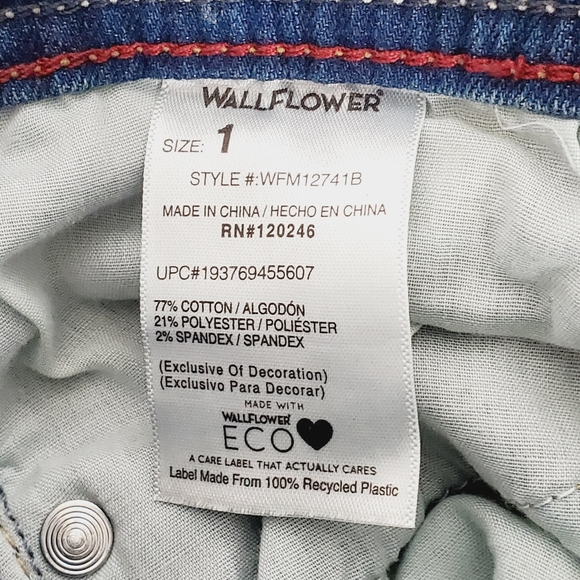 WALLFLOWER®
SIZE: 1
STYLE #:WFM12741B
MADE IN CHINA / HECHO EN CHINA
RN#120246
UPC#193769455607
77% COTTON / ALGODÓN
21% POLYESTER / POLIÉSTER
2% SPANDEX / SPANDEX
(Exclusive Of Decoration)
(Exclusivo Para Decorar)
MADE WITH
WALLFLOWER
ECO
A CARE LABEL THAT ACTUALLY CARES
Label Made From 100% Recycled Plastic